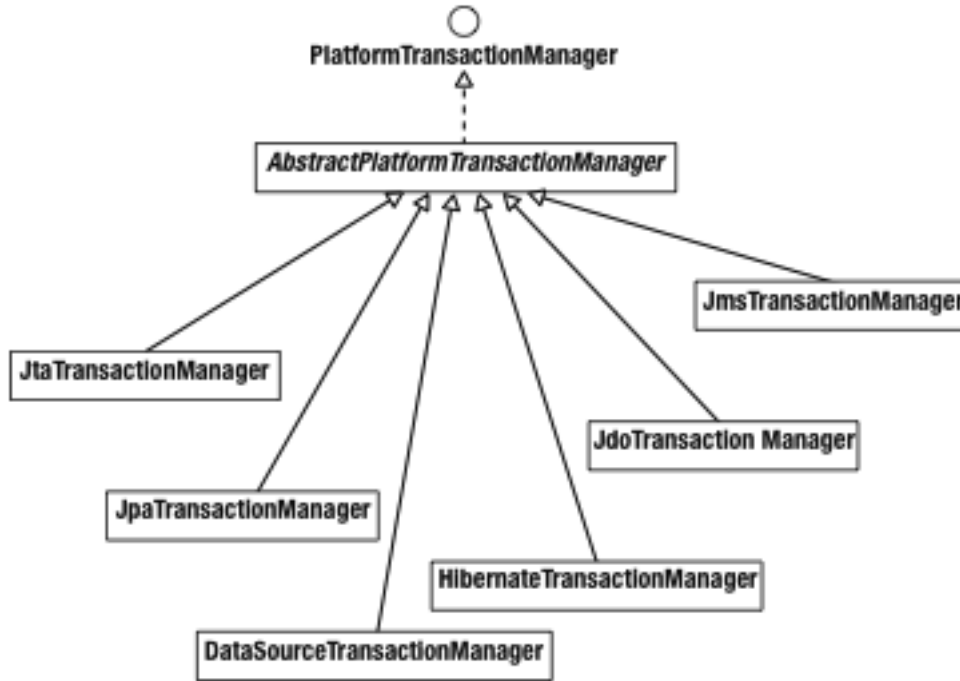 PlatformTransactionManager
AbstractPlatformTransactionManager
JmsTransactionManager
JtaTransactionManager
JdoTransaction Manager
JpaTransactionManager
HibernateTransactionManager
DataSourceTransactionManager